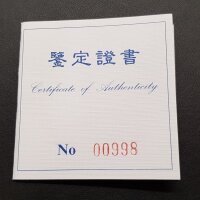 鑒定證書
Certificate of Authenticity
No 00998